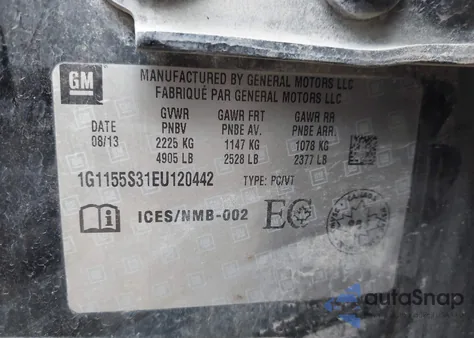 GM
MANUFACTURED BY GENERAL MOTORS LLC
FABRIQUÉ PAR GENERAL MOTORS LLC
GVWR GAWR FRT GAWR RR
DATE PNBV PNBE AV. PNBE ARR.
08/13 2225 KG 1147 KG 1078 KG
4905 LB 2528 LB 2377 LB
1G1155S31EU120442 TYPE: PC/VT
ICES/NMB-002 EC
CANADA
autoSnap